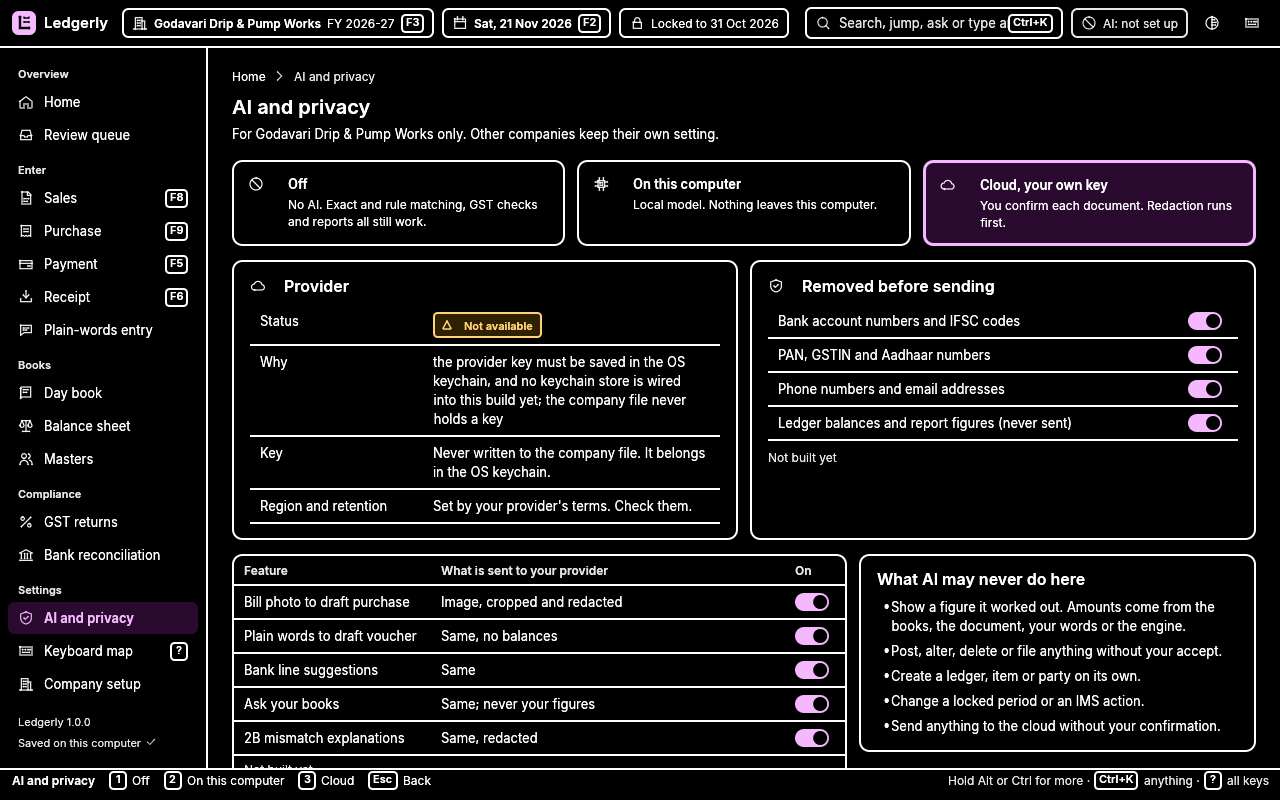 Ledgerly
Godavari Drip & Pump Works FY 2026-27 F3
Sat, 21 Nov 2026 F2
Locked to 31 Oct 2026
Search, jump, ask or type a Ctrl+K
AI: not set up
Overview
Home
Review queue
Enter
Sales F8
Purchase F9
Payment F5
Receipt F6
Plain-words entry
Books
Day book
Balance sheet
Masters
Compliance
GST returns
Bank reconciliation
Settings
AI and privacy
Keyboard map ?
Company setup
Ledgerly 1.0.0
Saved on this computer
Home AI and privacy
AI and privacy
For Godavari Drip & Pump Works only. Other companies keep their own setting.
Off
No AI. Exact and rule matching, GST checks
and reports all still work.
On this computer
Local model. Nothing leaves this computer.
Cloud, your own key
You confirm each document. Redaction runs
first.
Provider
Status Not available
Why the provider key must be saved in the OS
keychain, and no keychain store is wired
into this build yet; the company file never
holds a key
Key Never written to the company file. It belongs
in the OS keychain.
Region and retention Set by your provider's terms. Check them.
Removed before sending
Bank account numbers and IFSC codes
PAN, GSTIN and Aadhaar numbers
Phone numbers and email addresses
Ledger balances and report figures (never sent)
Not built yet
Feature What is sent to your provider On
Bill photo to draft purchase Image, cropped and redacted
Plain words to draft voucher Same, no balances
Bank line suggestions Same
Ask your books Same; never your figures
2B mismatch explanations Same, redacted
Not built yet
What AI may never do here
•Show a figure it worked out. Amounts come from the
books, the document, your words or the engine.
•Post, alter, delete or file anything without your accept.
•Create a ledger, item or party on its own.
•Change a locked period or an IMS action.
•Send anything to the cloud without your confirmation.
AI and privacy 1 Off 2 On this computer 3 Cloud Esc Back
Hold Alt or Ctrl for more · Ctrl+K anything · ? all keys